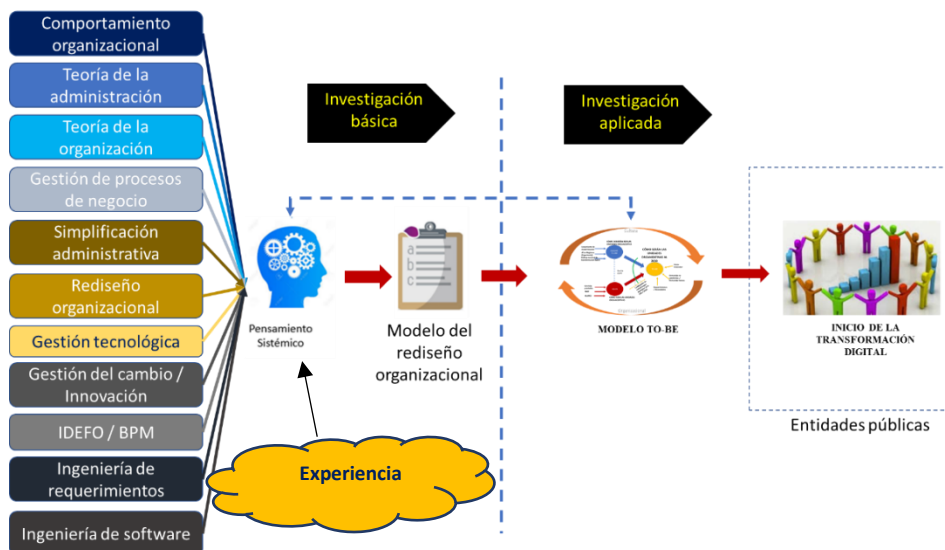 Comportamiento
organizacional
Teoría de la
administración
Teoría de la
organización
Gestión de procesos
de negocio
Simplificación
administrativa
Rediseño
organizacional
Gestión tecnológica
Gestión del cambio /
Innovación
IDEFO / BPM
Ingeniería de
requerimientos
Ingeniería de software
Investigación
básica
Investigación
aplicada
Pensamiento
Sistémico
a
b
c
Modelo del
rediseño
organizacional
Experiencia
MODELO TO-BE
INICIO DE LA
TRANSFORMACIÓN
DIGITAL
Entidades públicas